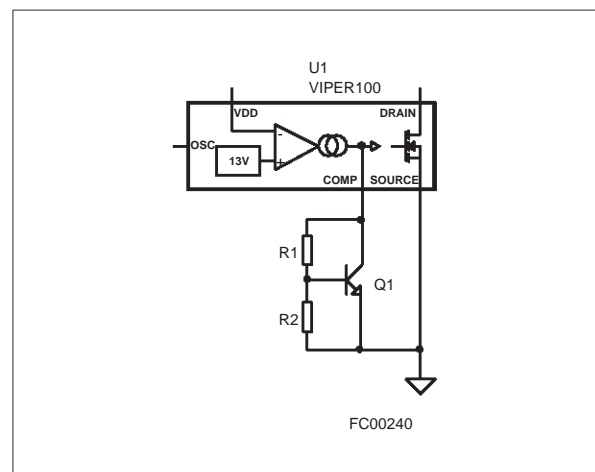 U1
VIPER100
VDD
DRAIN
OSC
-
13V
+
COMP
SOURCE
R1
Q1
R2
FC00240